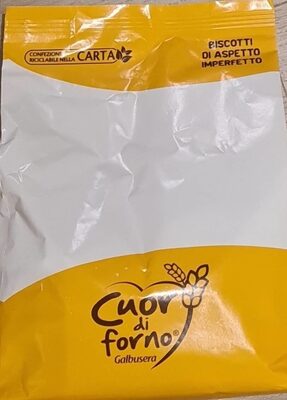 CONFEZIONE
RICICLABILE NELLA CARTA
BISCOTTI
DI ASPETTO
IMPERFETTO
Cuor
di
forno®
Galbusera